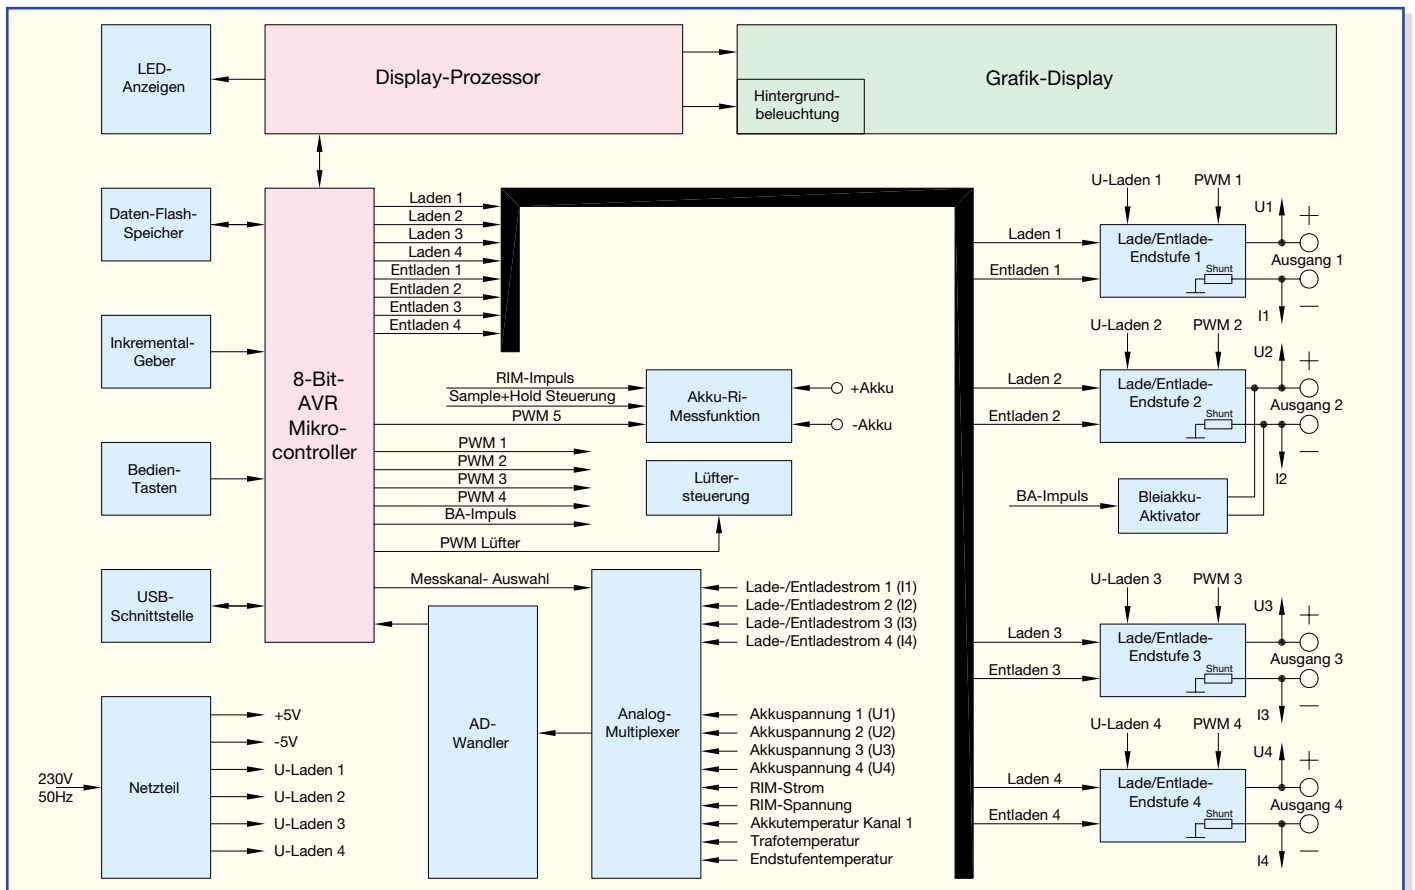 LED-
Anzeigen
Display-Prozessor
Grafik-Display
Hintergrund-
beleuchtung
Daten-Flash-
Speicher
Inkremental-
Geber
Bedien-
Tasten
USB-
Schnittstelle
8-Bit-
AVR
Mikro-
controller
Laden 1
Laden 2
Laden 3
Laden 4
Entladen 1
Entladen 2
Entladen 3
Entladen 4
RIM-Impuls
Sample+Hold Steuerung
PWM 5
Akku-Ri-
Messfunktion
+Akku
-Akku
PWM 1
PWM 2
PWM 3
PWM 4
BA-Impuls
PWM Lüfter
Lüfter-
steuerung
Messkanal- Auswahl
AD-
Wandler
Analog-
Multiplexer
Lade-/Entladestrom 1 (I1)
Lade-/Entladestrom 2 (I2)
Lade-/Entladestrom 3 (I3)
Lade-/Entladestrom 4 (I4)
Akkuspannung 1 (U1)
Akkuspannung 2 (U2)
Akkuspannung 3 (U3)
Akkuspannung 4 (U4)
RIM-Strom
RIM-Spannung
Akkutemperatur Kanal 1
Trafotemperatur
Endstufentemperatur
230V
50Hz
Netzteil
+5V
-5V
U-Laden 1
U-Laden 2
U-Laden 3
U-Laden 4
U-Laden 1
PWM 1
U1
+
Laden 1
Entladen 1
Lade/Entlade-
Endstufe 1
Shunt
Ausgang 1
I1
—
U-Laden 2
PWM 2
U2
+
Laden 2
Entladen 2
Lade/Entlade-
Endstufe 2
Shunt
Ausgang 2
I2
—
BA-Impuls
Bleiakku-
Aktivator
U-Laden 3
PWM 3
U3
+
Laden 3
Entladen 3
Lade/Entlade-
Endstufe 3
Shunt
Ausgang 3
I3
—
U-Laden 4
PWM 4
U4
+
Laden 4
Entladen 4
Lade/Entlade-
Endstufe 4
Shunt
Ausgang 4
I4
—